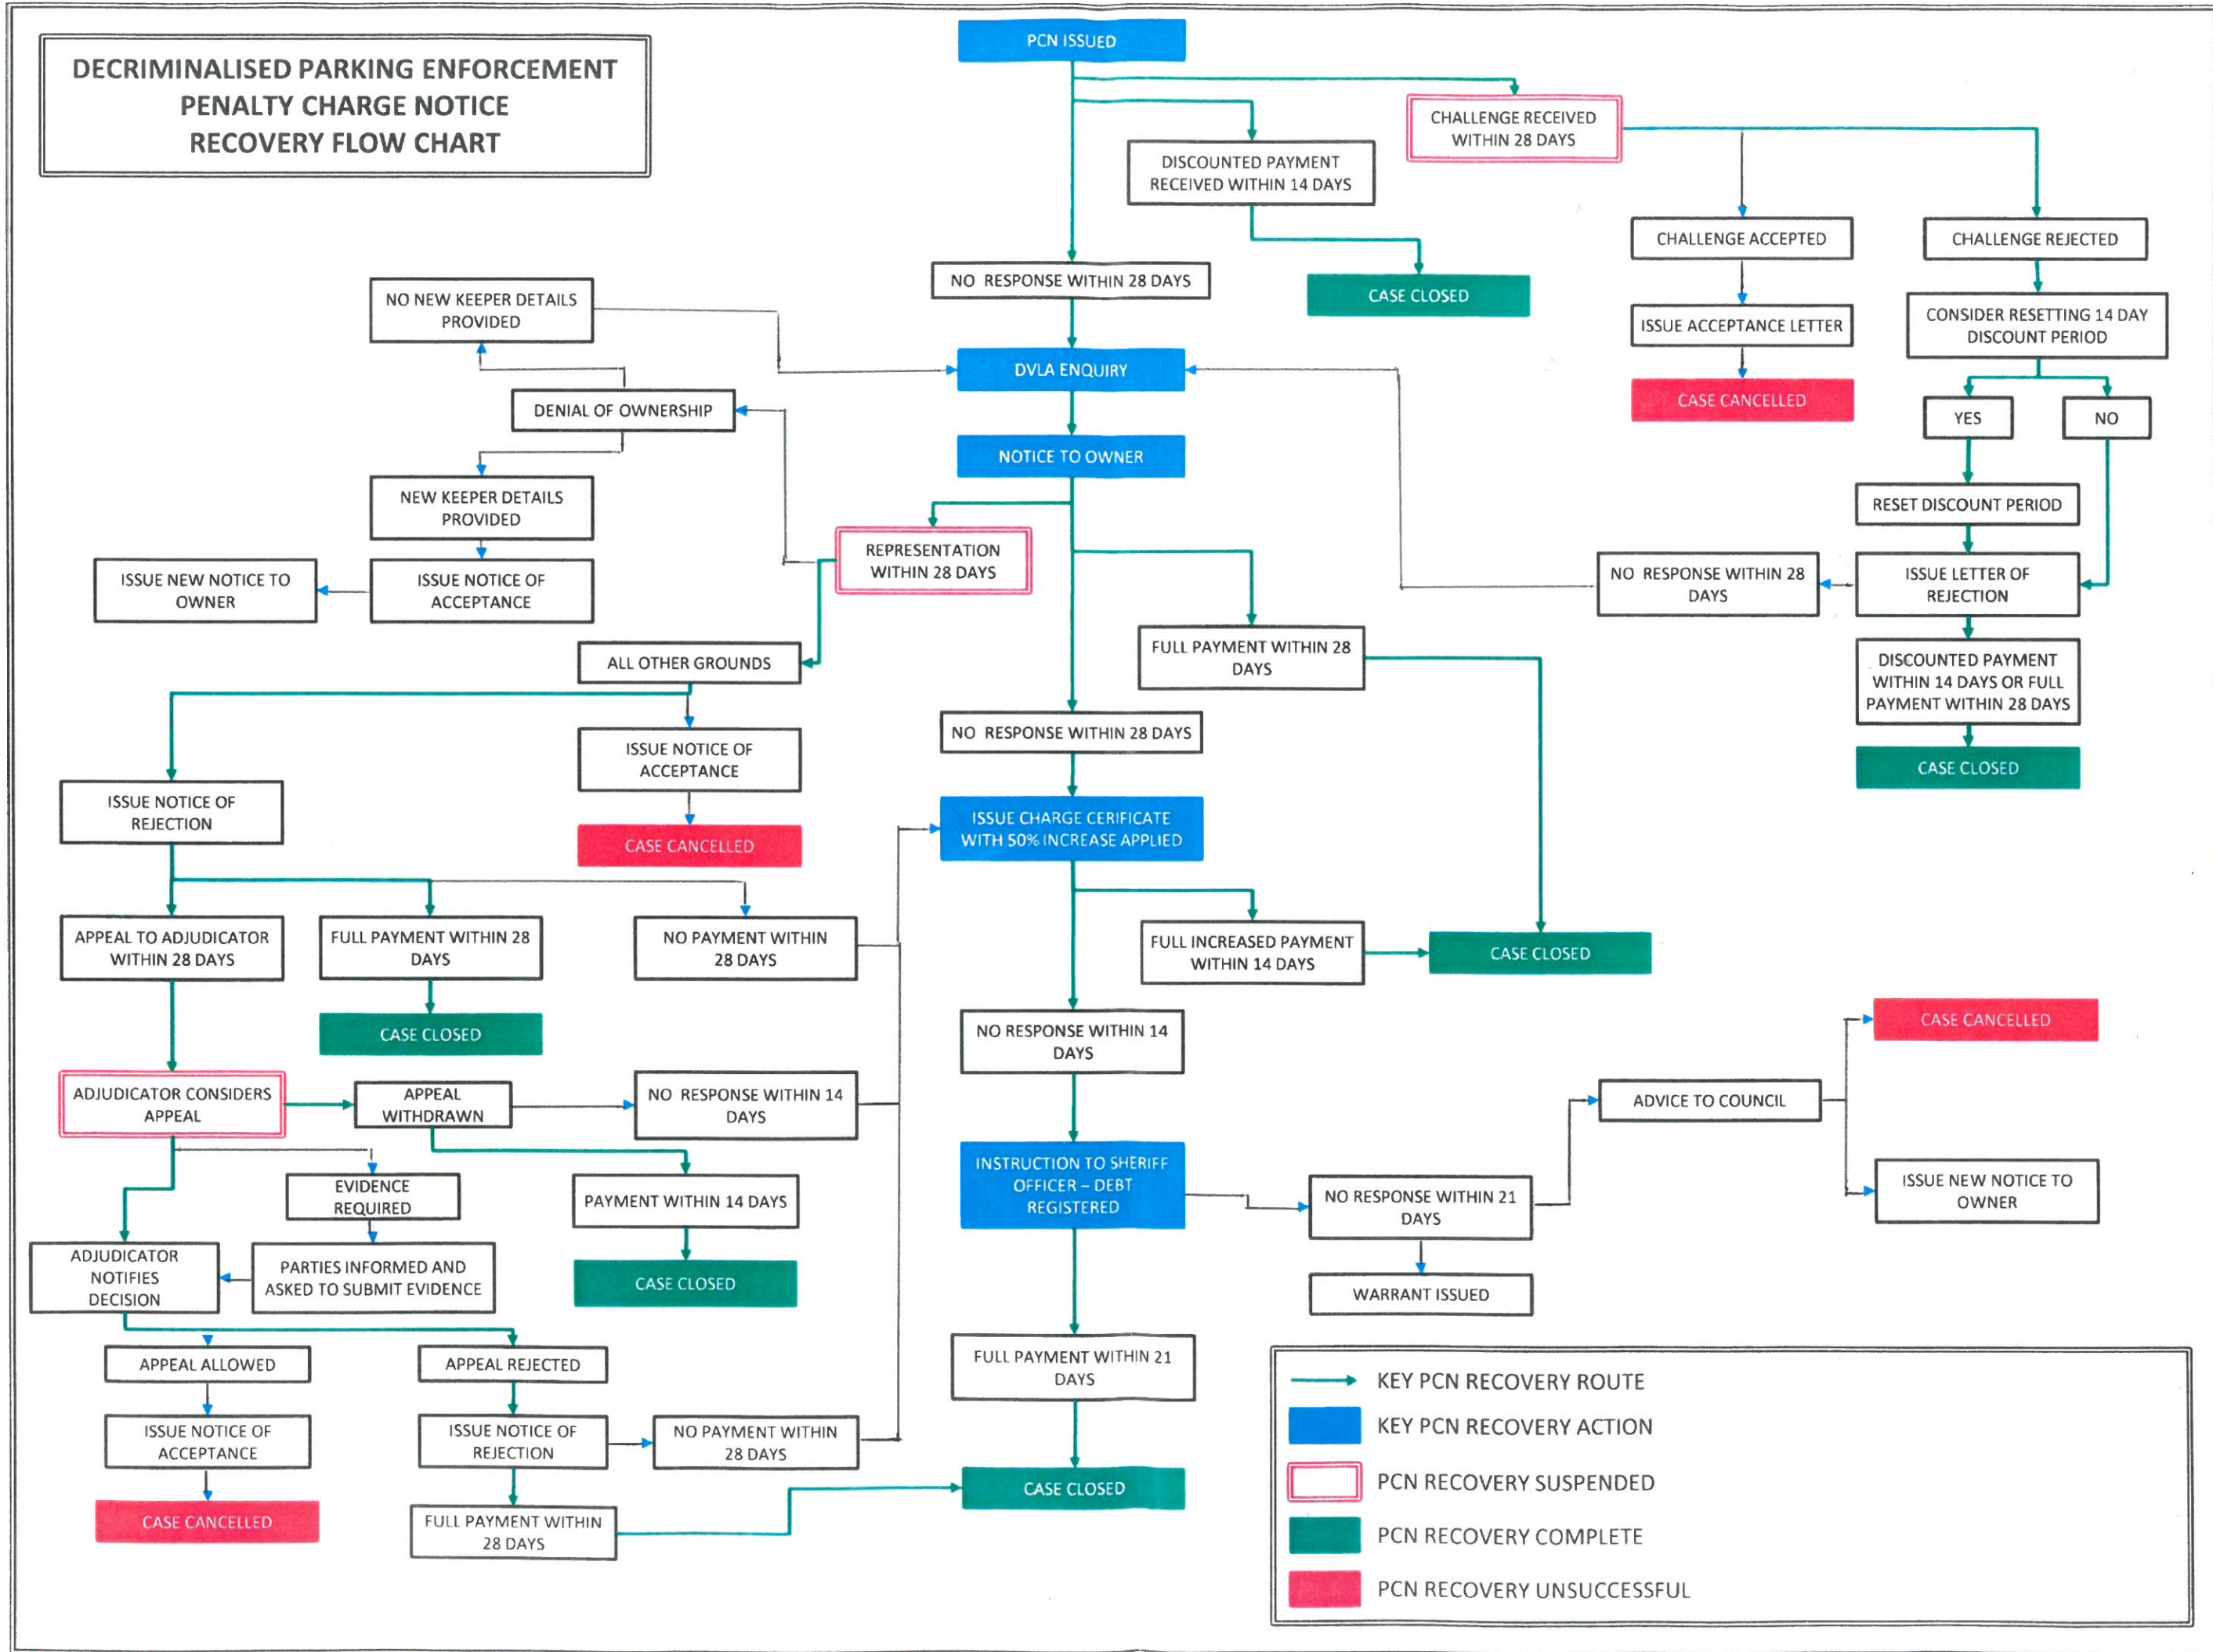 DECRIMINALISED PARKING ENFORCEMENT
PENALTY CHARGE NOTICE
RECOVERY FLOW CHART
PCN ISSUED
CHALLENGE RECEIVED
WITHIN 28 DAYS
DISCOUNTED PAYMENT
RECEIVED WITHIN 14 DAYS
CHALLENGE ACCEPTED
CHALLENGE REJECTED
NO RESPONSE WITHIN 28 DAYS
CASE CLOSED
NO NEW KEEPER DETAILS
PROVIDED
ISSUE ACCEPTANCE LETTER
CONSIDER RESETTING 14 DAY
DISCOUNT PERIOD
DVLA ENQUIRY
CASE CANCELLED
DENIAL OF OWNERSHIP
YES
NO
NOTICE TO OWNER
NEW KEEPER DETAILS
PROVIDED
RESET DISCOUNT PERIOD
REPRESENTATION
WITHIN 28 DAYS
ISSUE NEW NOTICE TO
OWNER
ISSUE NOTICE OF
ACCEPTANCE
NO RESPONSE WITHIN 28
DAYS
ISSUE LETTER OF
REJECTION
ALL OTHER GROUNDS
FULL PAYMENT WITHIN 28
DAYS
DISCOUNTED PAYMENT
WITHIN 14 DAYS OR FULL
PAYMENT WITHIN 28 DAYS
NO RESPONSE WITHIN 28 DAYS
ISSUE NOTICE OF
ACCEPTANCE
CASE CLOSED
ISSUE NOTICE OF
REJECTION
ISSUE CHARGE CERIFICATE
WITH 50% INCREASE APPLIED
CASE CANCELLED
APPEAL TO ADJUDICATOR
WITHIN 28 DAYS
FULL PAYMENT WITHIN 28
DAYS
NO PAYMENT WITHIN
28 DAYS
FULL INCREASED PAYMENT
WITHIN 14 DAYS
CASE CLOSED
CASE CLOSED
NO RESPONSE WITHIN 14
DAYS
CASE CANCELLED
ADJUDICATOR CONSIDERS
APPEAL
APPEAL
WITHDRAWN
NO RESPONSE WITHIN 14
DAYS
ADVICE TO COUNCIL
INSTRUCTION TO SHERIFF
OFFICER – DEBT
REGISTERED
EVIDENCE
REQUIRED
PAYMENT WITHIN 14 DAYS
NO RESPONSE WITHIN 21
DAYS
ISSUE NEW NOTICE TO
OWNER
ADJUDICATOR
NOTIFIES
DECISION
PARTIES INFORMED AND
ASKED TO SUBMIT EVIDENCE
CASE CLOSED
WARRANT ISSUED
APPEAL ALLOWED
APPEAL REJECTED
FULL PAYMENT WITHIN 21
DAYS
ISSUE NOTICE OF
ACCEPTANCE
ISSUE NOTICE OF
REJECTION
NO PAYMENT WITHIN
28 DAYS
CASE CLOSED
CASE CANCELLED
FULL PAYMENT WITHIN
28 DAYS
KEY PCN RECOVERY ROUTE
KEY PCN RECOVERY ACTION
PCN RECOVERY SUSPENDED
PCN RECOVERY COMPLETE
PCN RECOVERY UNSUCCESSFUL